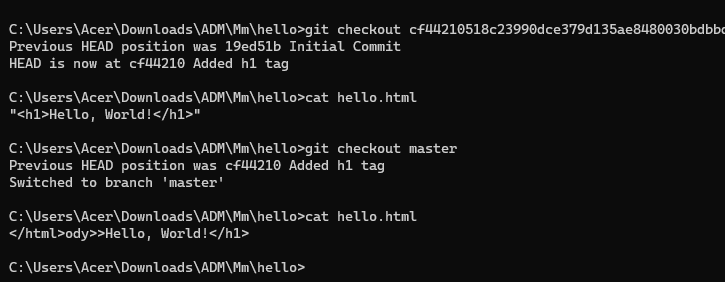 C:\Users\Acer\Downloads\ADM\Mm\hello>git checkout cf44210518c23990dce379d135ae8480030bdbbd
Previous HEAD position was 19ed51b Initial Commit
HEAD is now at cf44210 Added h1 tag
C:\Users\Acer\Downloads\ADM\Mm\hello>cat hello.html
"<h1>Hello, World!</h1>"
C:\Users\Acer\Downloads\ADM\Mm\hello>git checkout master
Previous HEAD position was cf44210 Added h1 tag
Switched to branch 'master'
C:\Users\Acer\Downloads\ADM\Mm\hello>cat hello.html
</html>ody>>Hello, World!</h1>
C:\Users\Acer\Downloads\ADM\Mm\hello>